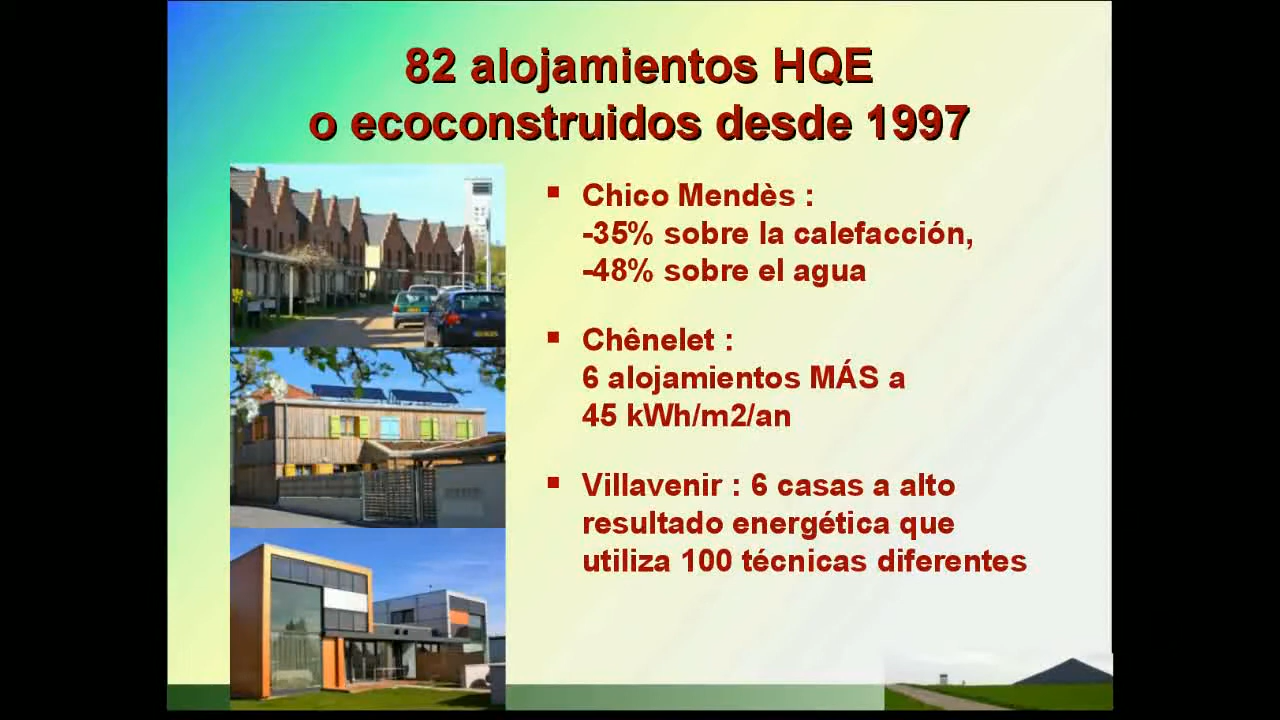 82 alojamientos HQE
o ecoconstruidos desde 1997
▪ Chico Mendès :
-35% sobre la calefacción,
-48% sobre el agua
▪ Chênelet :
6 alojamientos MÁS a
45 kWh/m2/an
▪ Villavenir : 6 casas a alto
resultado energética que
utiliza 100 técnicas diferentes